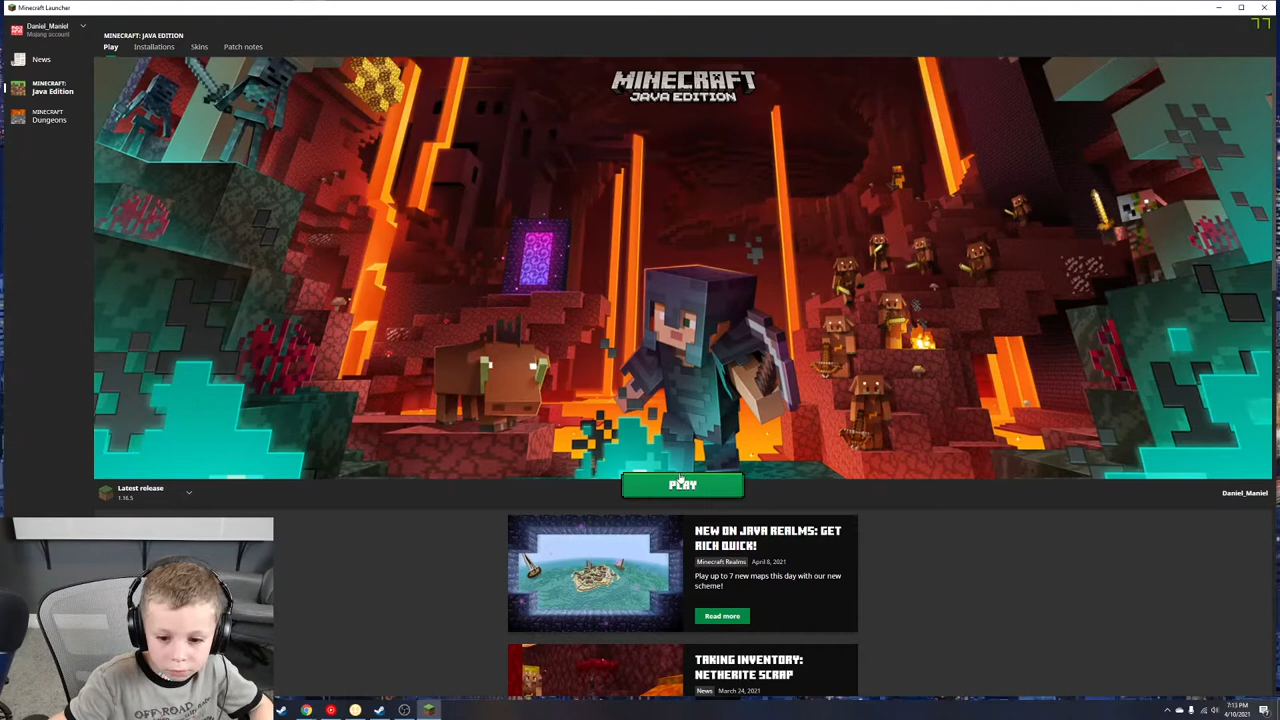 Minecraft Launcher
77
Daniel_Maniel
Mojang account
News
MINECRAFT:
Java Edition
MINECRAFT
Dungeons
MINECRAFT: JAVA EDITION
Play
Installations
Skins
Patch notes
MINECRAFT
JAVA EDITION
PLAY
Latest release
1.16.5
Daniel_Maniel
NEW ON JAVA REALMS: GET
RICH QUICK!
Minecraft Realms
April 8, 2021
Play up to 7 new maps this day with our new
scheme!
Read more
TAKING INVENTORY:
NETHERITE SCRAP
News
March 24, 2021
OFF-ROAD
7:13 PM
4/10/2021